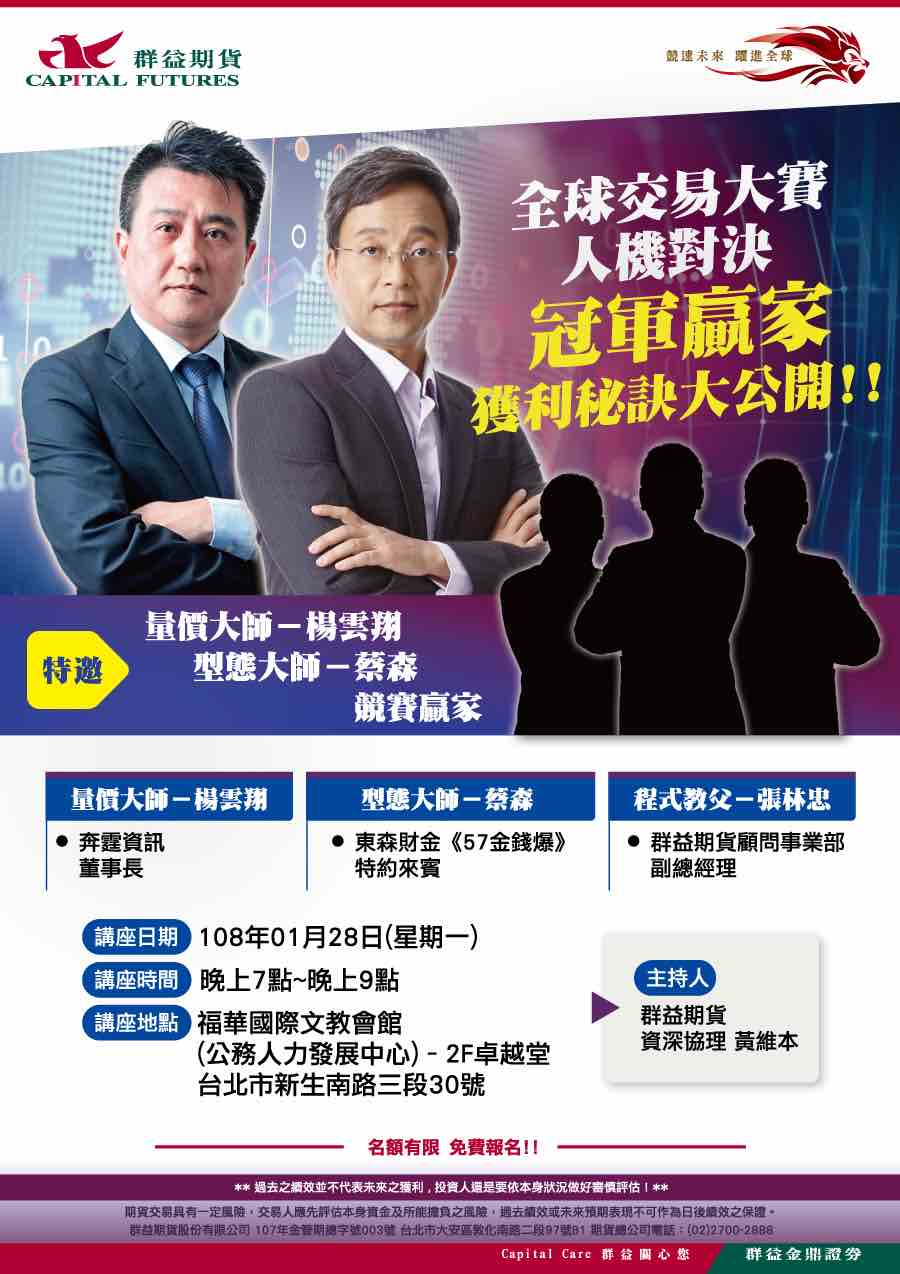 群益期貨
CAPITAL FUTURES
競速未來 躍進全球
全球交易大賽
人機對決
冠軍贏家
獲利秘訣大公開!!
特邀
量價大師－楊雲翔
型態大師－蔡森
競賽贏家
量價大師－楊雲翔
● 奔霆資訊
董事長
型態大師－蔡森
● 東森財金《57金錢爆》
特約來賓
程式教父－張林忠
● 群益期貨顧問事業部
副總經理
講座日期 108年01月28日(星期一)
講座時間 晚上7點~晚上9點
講座地點 福華國際文教會館
(公務人力發展中心) - 2F卓越堂
台北市新生南路三段30號
主持人
群益期貨
資深協理 黃維本
名額有限 免費報名!!
** 過去之績效並不代表未來之獲利 , 投資人還是要依本身狀況做好審慎評估！**
期貨交易具有一定風險，交易人應先評估本身資金及所能擔負之風險，過去績效或未來預期表現不可作為日後績效之保證。
群益期貨股份有限公司 107年金管期總字號003號 台北市大安區敦化南路二段97號B1 期貨總公司電話：(02)2700-2888
Capital Care 群益關心您
群益金鼎證券